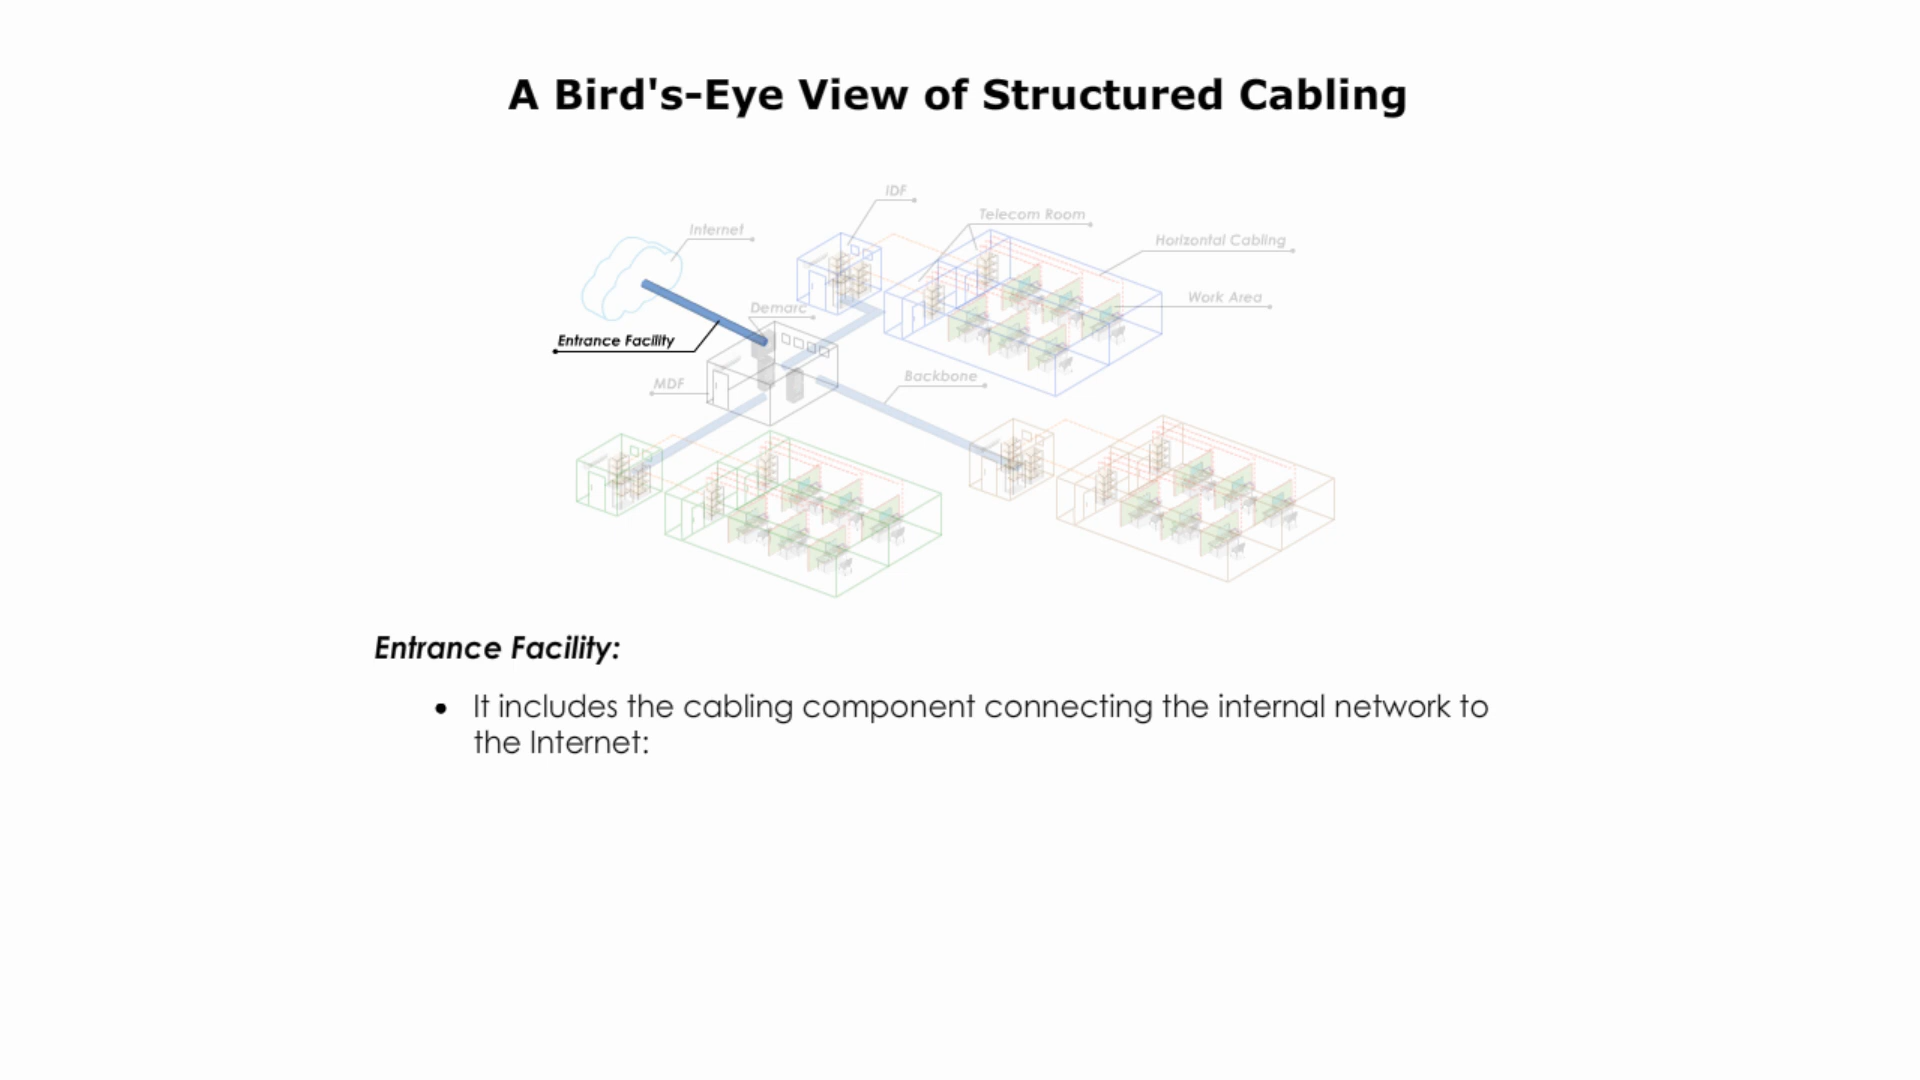 A Bird's-Eye View of Structured Cabling
IDF
Telecom Room
Internet
Horizontal Cabling
Work Area
Demarc
Entrance Facility
Backbone
MDF
Entrance Facility:
• It includes the cabling component connecting the internal network to
the Internet: